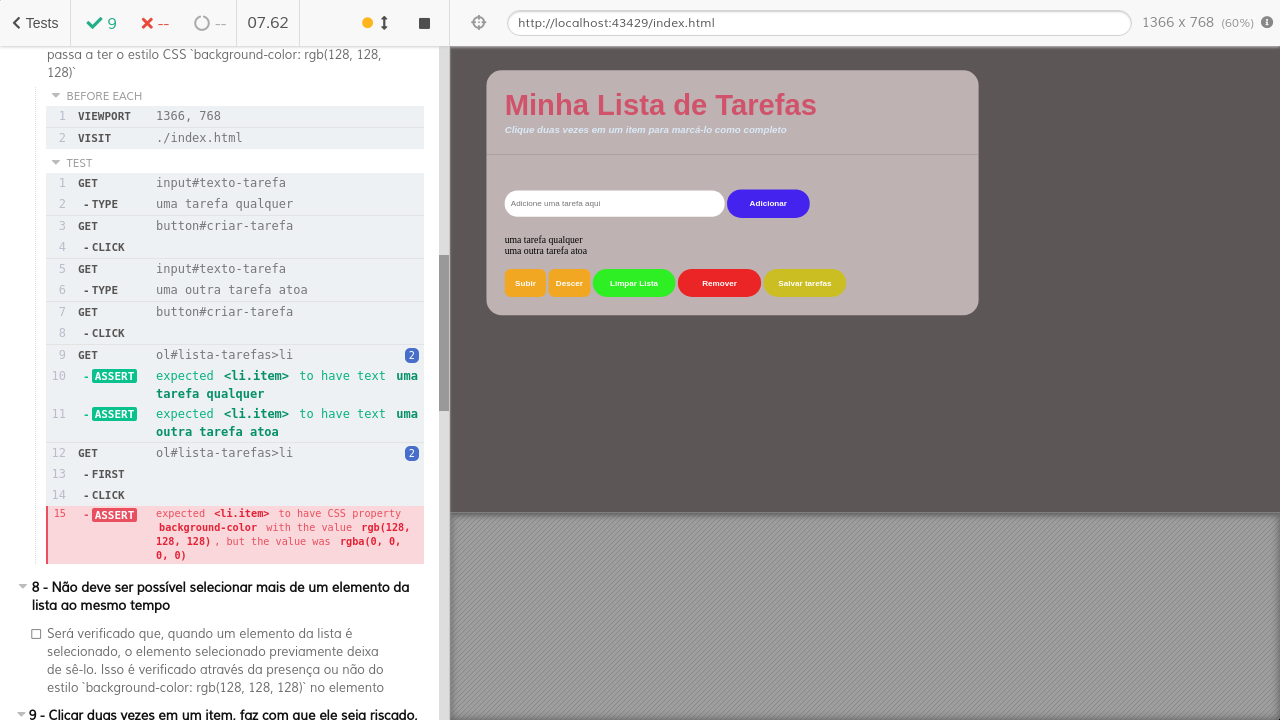 Tests 9 -- -- 07.62
http://localhost:43429/index.html 1366 x 768 (60%)
passa a ter o estilo CSS `background-color: rgb(128, 128,
128)`
BEFORE EACH
1 VIEWPORT 1366, 768
2 VISIT ./index.html
TEST
1 GET input#texto-tarefa
2 -TYPE uma tarefa qualquer
3 GET button#criar-tarefa
4 -CLICK
5 GET input#texto-tarefa
6 -TYPE uma outra tarefa atoa
7 GET button#criar-tarefa
8 -CLICK
9 GET ol#lista-tarefas>li 2
10 -ASSERT expected <li.item> to have text uma
tarefa qualquer
11 -ASSERT expected <li.item> to have text uma
outra tarefa atoa
12 GET ol#lista-tarefas>li 2
13 -FIRST
14 -CLICK
15 -ASSERT expected <li.item> to have CSS property
background-color with the value rgb(128,
128, 128) , but the value was rgba(0, 0,
0, 0)
8 - Não deve ser possível selecionar mais de um elemento da
lista ao mesmo tempo
Será verificado que, quando um elemento da lista é
selecionado, o elemento selecionado previamente deixa
de sê-lo. Isso é verificado através da presença ou não do
estilo `background-color: rgb(128, 128, 128)` no elemento
9 - Clicar duas vezes em um item, faz com que ele seja riscado,
Minha Lista de Tarefas
Clique duas vezes em um item para marcá-lo como completo
Adicione uma tarefa aqui Adicionar
uma tarefa qualquer
uma outra tarefa atoa
Subir Descer Limpar Lista Remover Salvar tarefas